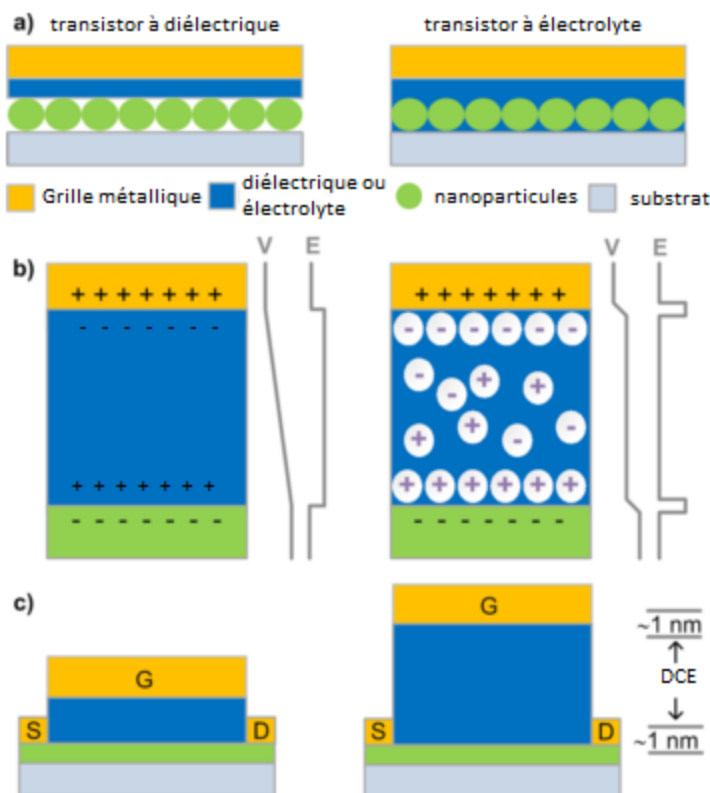 a) transistor à diélectrique transistor à électrolyte
Grille métallique diélectrique ou électrolyte nanoparticules substrat
b) V E V E
+ + + + + + +
- - - - - - -
+ + + + + + +
- - - - - - -
+ + + + + + +
- - - - - -
- - + +
+ + - -
+ + + + + +
- - - - - - -
c) G G
S D S D
~1 nm
DCE
~1 nm